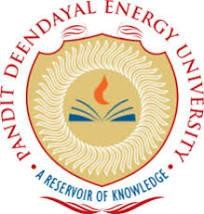 PANDIT DEENDAYAL ENERGY UNIVERSITY
• A RESERVOIR OF KNOWLEDGE •